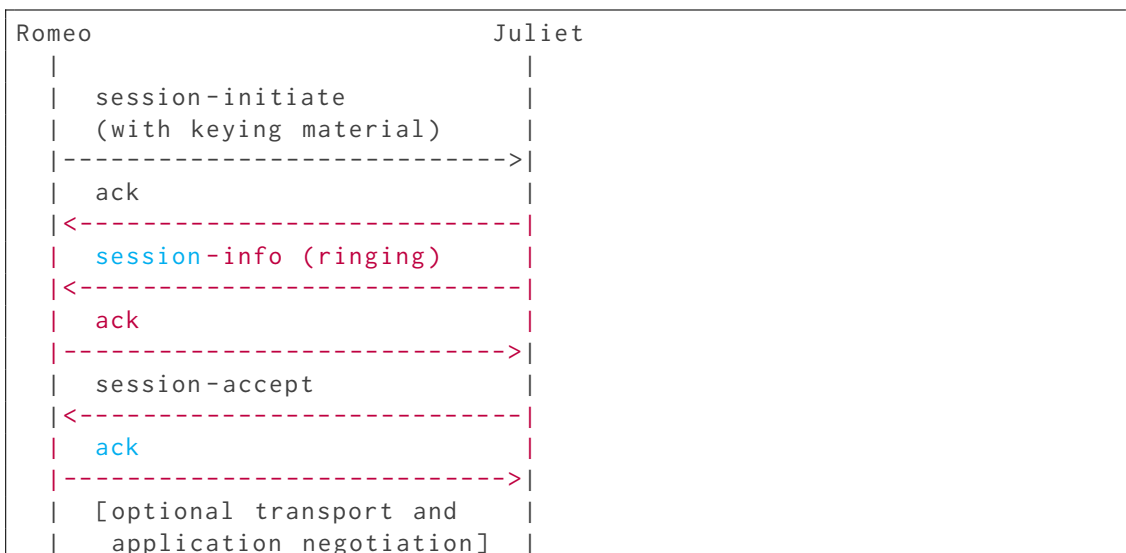 Romeo                         Juliet
  |                              |
  |  session-initiate            |
  |  (with keying material)      |
  |---------------------------->|
  |  ack                         |
  |<----------------------------|
  |  session-info (ringing)      |
  |<----------------------------|
  |  ack                         |
  |---------------------------->|
  |  session-accept              |
  |<----------------------------|
  |  ack                         |
  |---------------------------->|
  |  [optional transport and     |
  |   application negotiation]   |